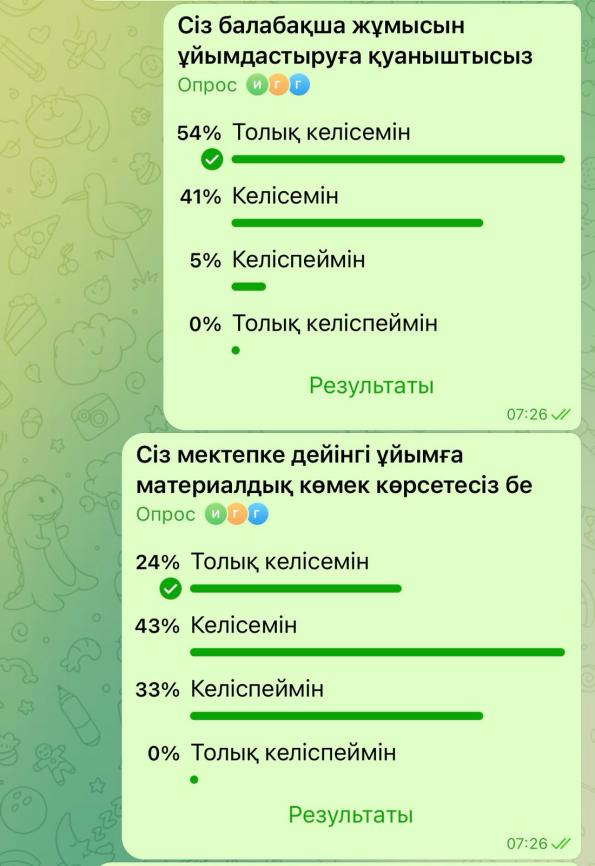 Сіз балабақша жұмысын
ұйымдастыруға қуаныштысыз
Опрос И Г Г
54% Толық келісемін
41% Келісемін
5% Келіспеймін
0% Толық келіспеймін
Результаты
07:26
Сіз мектепке дейінгі ұйымға
материалдық көмек көрсетесіз бе
Опрос И Г Г
24% Толық келісемін
43% Келісемін
33% Келіспеймін
0% Толық келіспеймін
Результаты
07:26